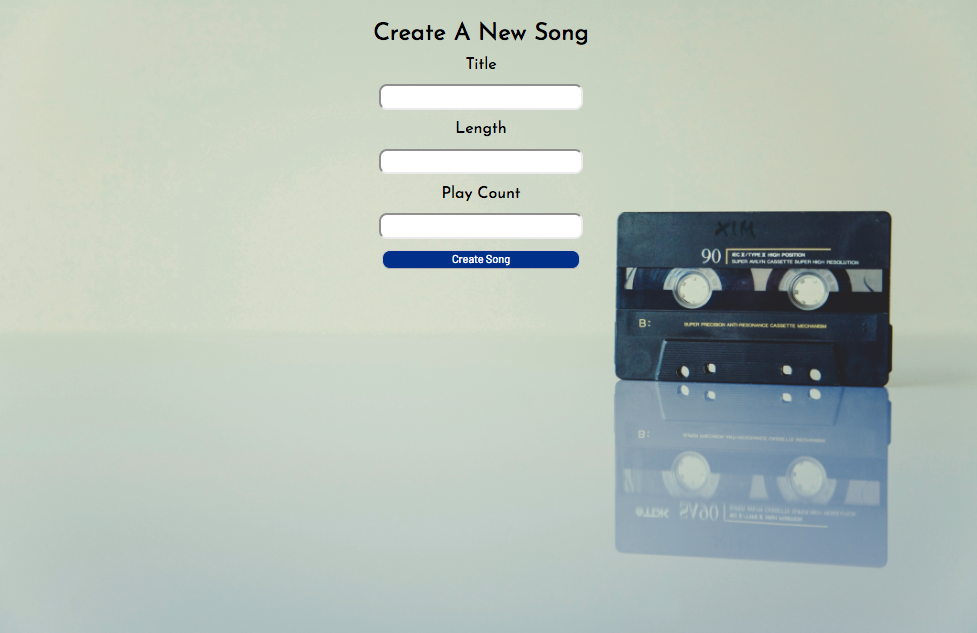 Create A New Song
Title
Length
Play Count
Create Song
XIM
90
IEC II/TYPE II HIGH POSITION
SUPER AVILYN CASSETTE SUPER HIGH RESOLUTION
B:
SUPER PRECISION ANTI-RESONANCE CASSETTE MECHANISM
B:
SA90